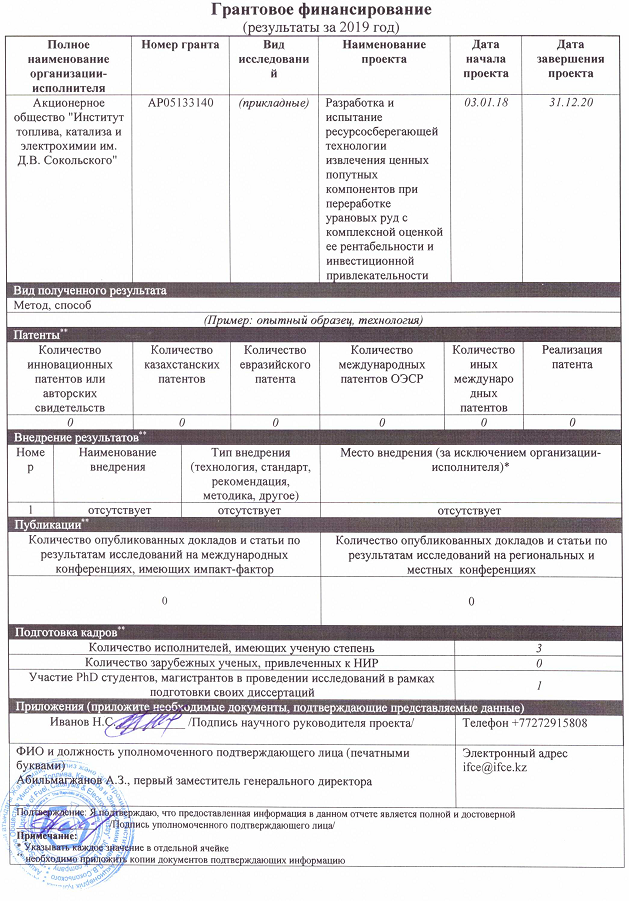 Грантовое финансирование
(результаты за 2019 год)
Полное
наименование
организации-
исполнителя
Номер гранта
Вид
исследовани
й
Наименование
проекта
Дата
начала
проекта
Дата
завершения
проекта
Акционерное
общество "Институт
топлива, катализа и
электрохимии им.
Д.В. Сокольского"
АР05133140
(прикладные)
Разработка и
испытание
ресурсосберегающей
технологии
извлечения ценных
попутных
компонентов при
переработке
урановых руд с
комплексной оценкой
ее рентабельности и
инвестиционной
привлекательности
03.01.18
31.12.20
Вид полученного результата
Метод, способ
(Пример: опытный образец, технология)
Патенты**
Количество
инновационных
патентов или
авторских
свидетельств
Количество
казахстанских
патентов
Количество
евразийского
патента
Количество
международных
патентов ОЭСР
Количество
иных
междунаро
дных
патентов
Реализация
патента
0 0 0 0 0 0
Внедрение результатов**
Номе
р
Наименование
внедрения
Тип внедрения
(технология, стандарт,
рекомендация,
методика, другое)
Место внедрения (за исключением организации-
исполнителя)*
1 отсутствует отсутствует отсутствует
Публикации**
Количество опубликованных докладов и статьи по
результатам исследований на международных
конференциях, имеющих импакт-фактор
Количество опубликованных докладов и статьи по
результатам исследований на региональных и
местных конференциях
0 0
Подготовка кадров**
Количество исполнителей, имеющих ученую степень 3
Количество зарубежных ученых, привлеченных к НИР 0
Участие PhD студентов, магистрантов в проведении исследований в рамках
подготовки своих диссертаций
1
Приложения (приложите необходимые документы, подтверждающие представляемые данные)
Иванов Н.С. /Подпись научного руководителя проекта/
Телефон +77272915808
ФИО и должность уполномоченного подтверждающего лица (печатными
буквами)
Абильмагжанов А.З., первый заместитель генерального директора
Электронный адрес
ifce@ifce.kz
Подтверждение: Я подтверждаю, что предоставленная информация в данном отчете является полной и достоверной
/Подпись уполномоченного подтверждающего лица/
Примечание:
* Указывать каждое значение в отдельной ячейке
** необходимо приложить копии документов подтверждающих информацию